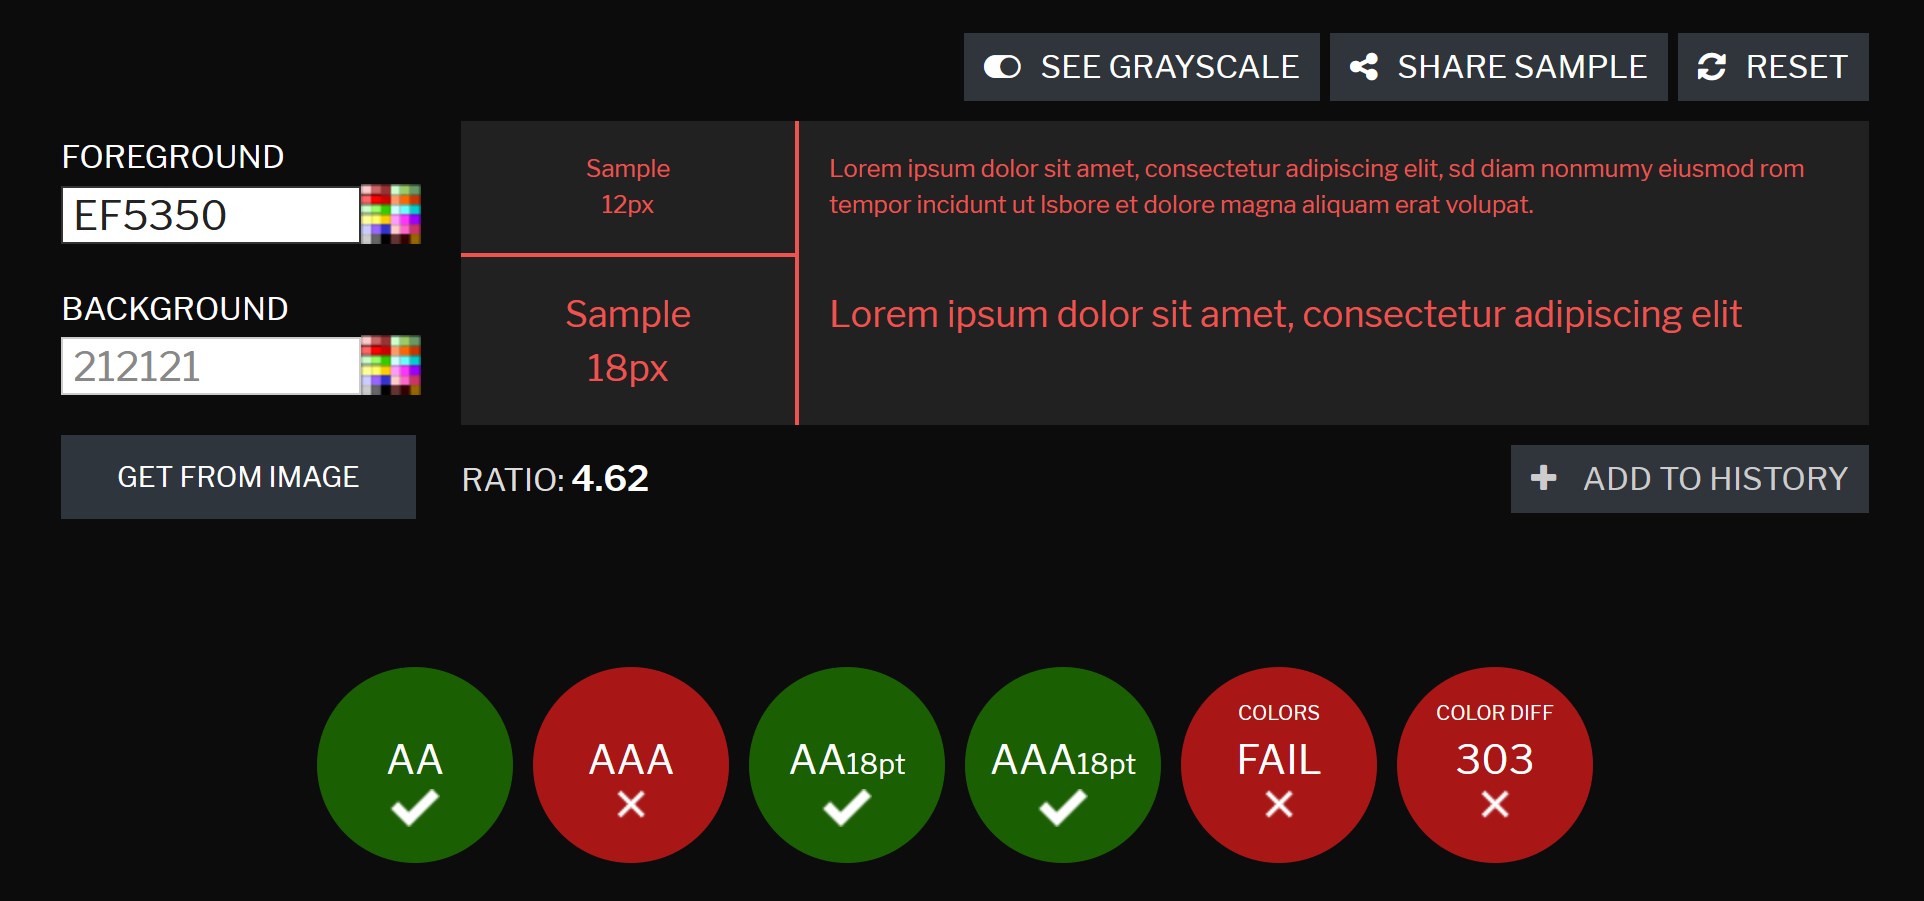 SEE GRAYSCALE
SHARE SAMPLE
RESET
FOREGROUND
EF5350
BACKGROUND
212121
GET FROM IMAGE
Sample
12px
Lorem ipsum dolor sit amet, consectetur adipiscing elit, sd diam nonmumy eiusmod rom
tempor incidunt ut lsbore et dolore magna aliquam erat volupat.
Sample
18px
Lorem ipsum dolor sit amet, consectetur adipiscing elit
RATIO: 4.62
ADD TO HISTORY
AA
AAA
AA18pt
AAA18pt
COLORS
FAIL
COLOR DIFF
303